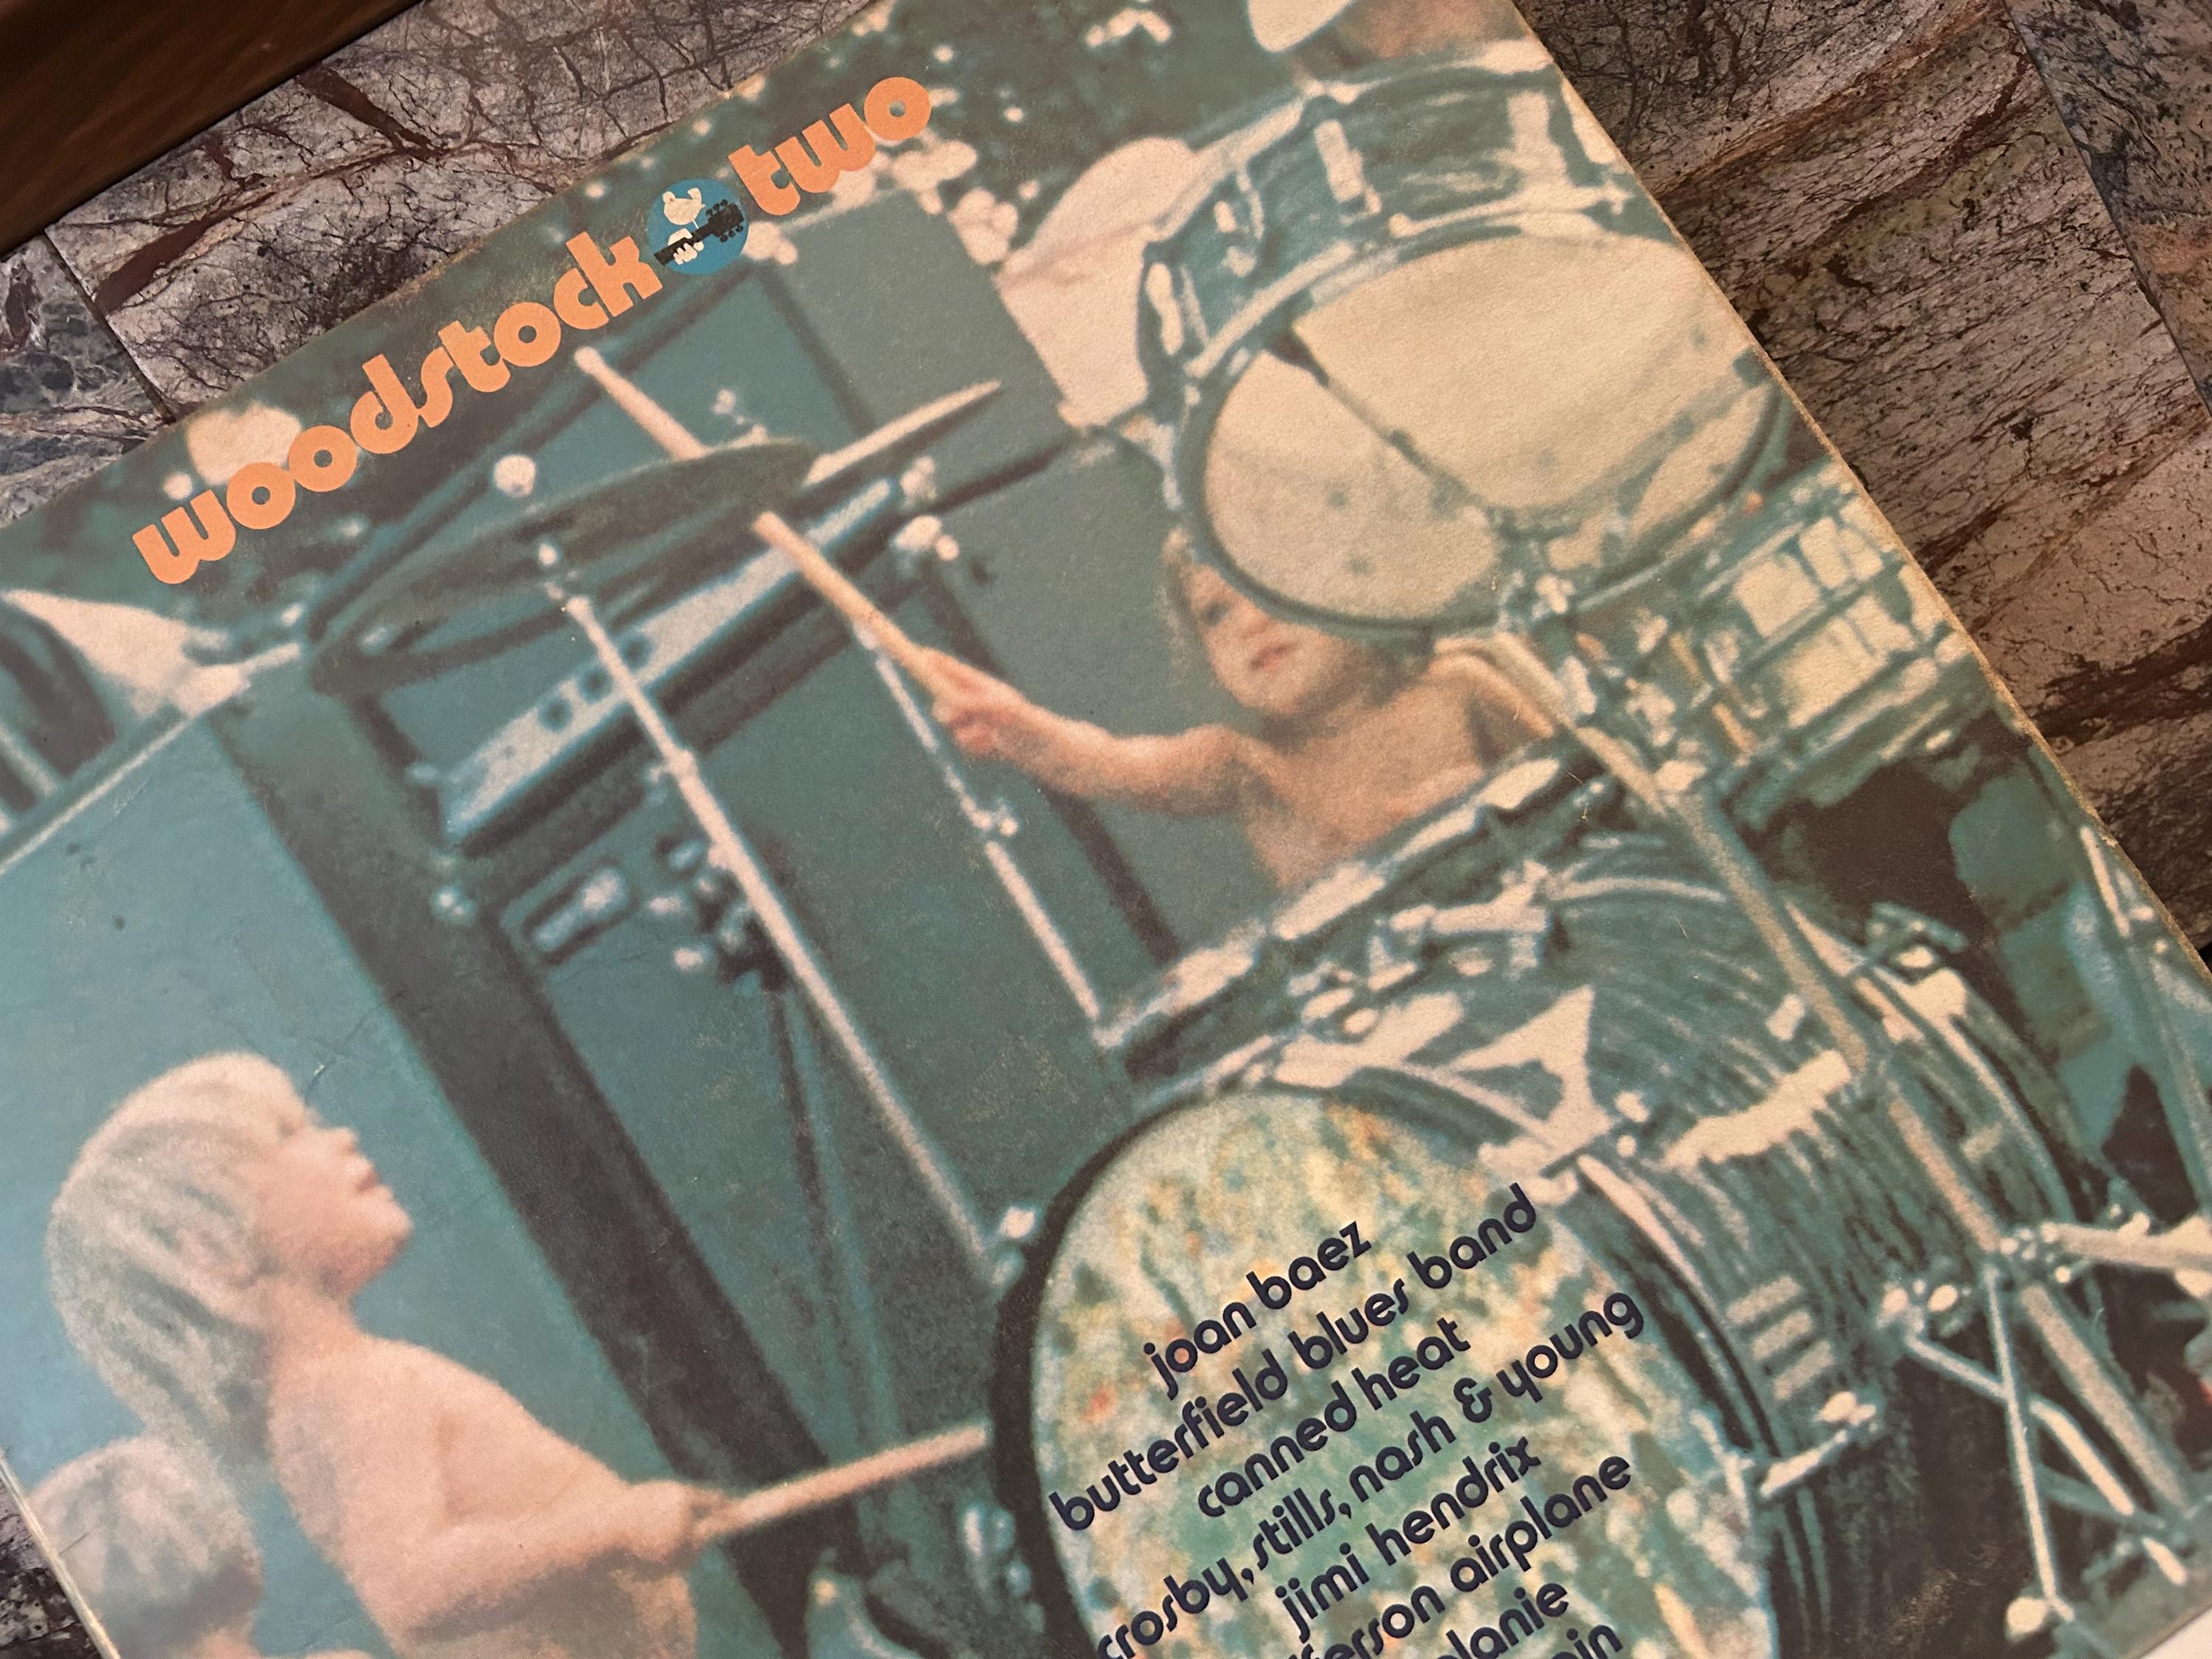 woodstock two
joan baez
butterfield blues band
canned heat
crosby, stills, nash & young
jimi hendrix